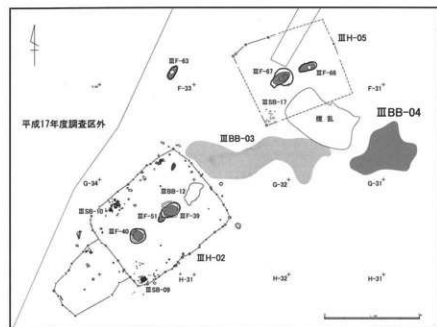 ⅢF-63
ⅢH-05
ⅢF-67
ⅢF-66
F-33
F-31
ⅢSB-17
平成17年度調査区外
ⅢBB-03
撹乱
ⅢBB-04
G-34
ⅢBB-12
G-32
G-31
ⅢSB-10
ⅢF-51
ⅢF-39
ⅢF-40
ⅢH-02
ⅢSB-09
H-31
H-32
H-31